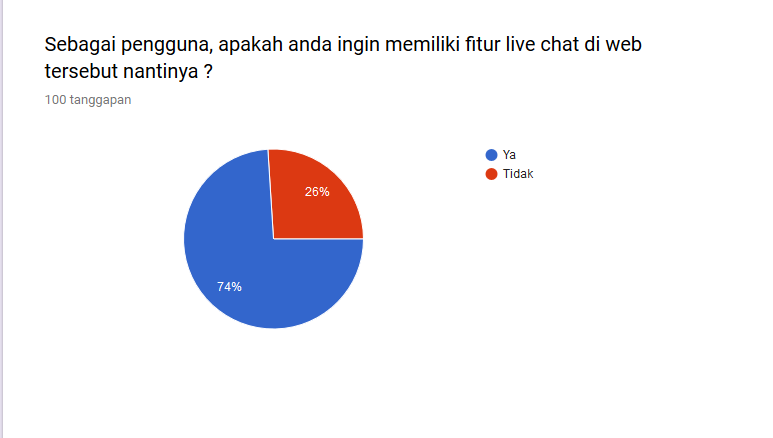 Sebagai pengguna, apakah anda ingin memiliki fitur live chat di web
tersebut nantinya ?
100 tanggapan
Ya
Tidak
26%
74%